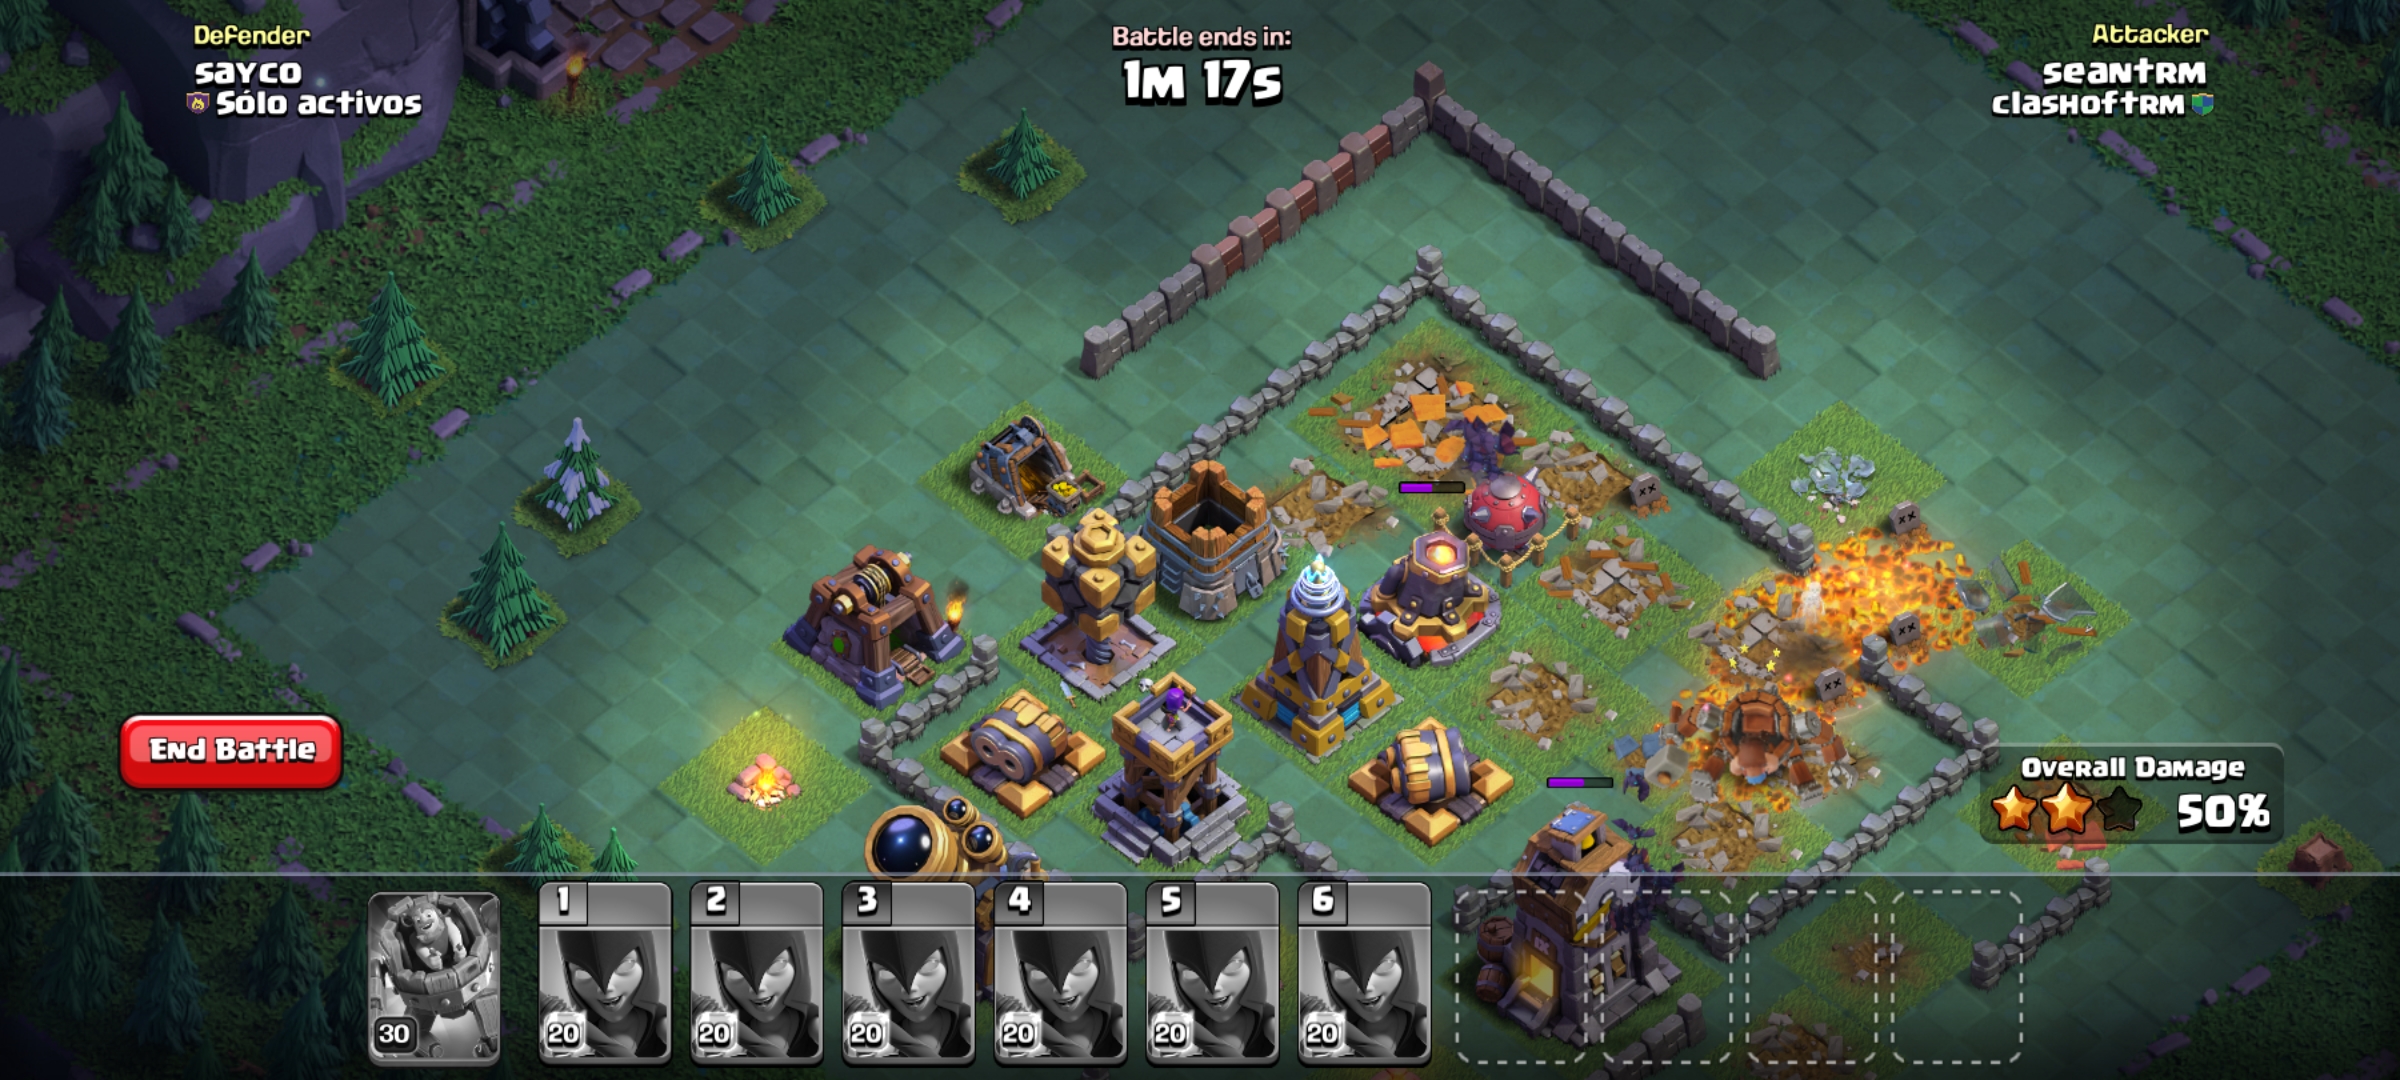 Defender
sayco
Sólo activos
Battle ends in:
1M 17s
Attacker
seantRM
clashoftRM
End Battle
Overall Damage
50%
30
1
20
2
20
3
20
4
20
5
20
6
20